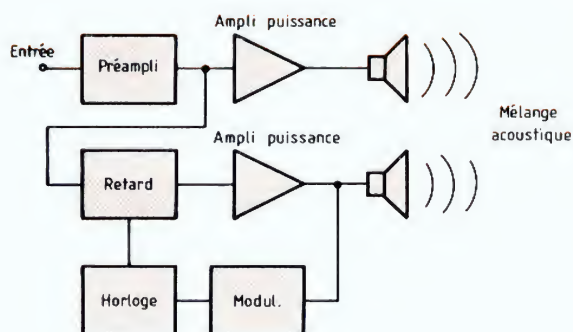 Ampli puissance
Entrée
Préampli
Mélange
acoustique
Ampli puissance
Retard
Horloge
Modul.